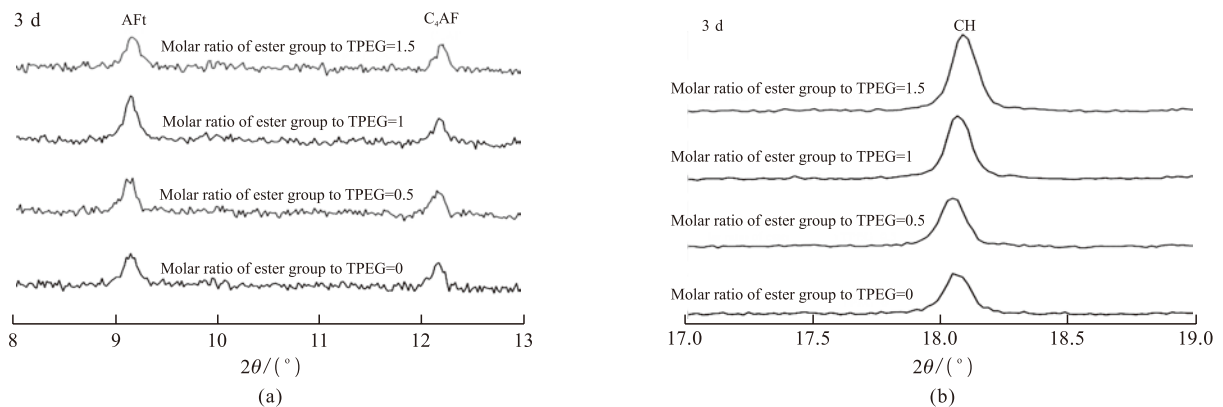 3 d
AFt
C₄AF
Molar ratio of ester group to TPEG=1.5
Molar ratio of ester group to TPEG=1
Molar ratio of ester group to TPEG=0.5
Molar ratio of ester group to TPEG=0
8 9 10 11 12 13
2θ/(°)
(a)
3 d
CH
Molar ratio of ester group to TPEG=1.5
Molar ratio of ester group to TPEG=1
Molar ratio of ester group to TPEG=0.5
Molar ratio of ester group to TPEG=0
17.0 17.5 18.0 18.5 19.0
2θ/(°)
(b)